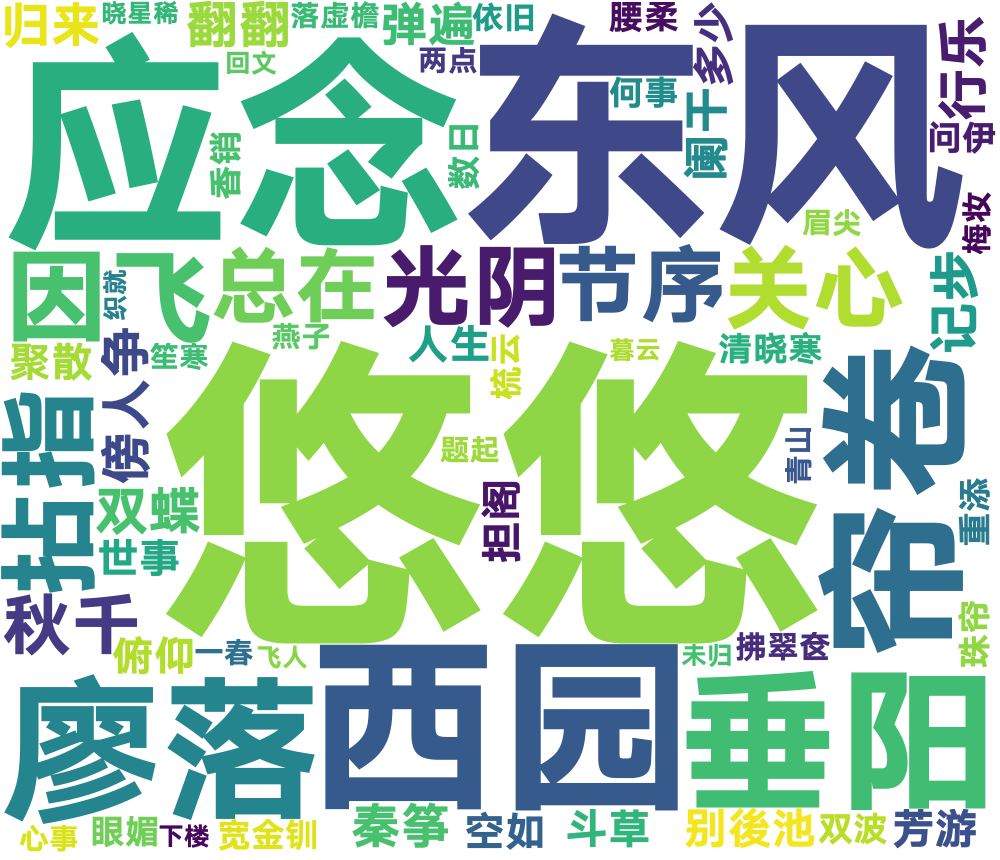 归来 晓星稀 翻翻 落虚檐 弹遍 依旧 腰柔 多少 行乐
回文 两点 何事 问伊
应念 东风
香销 数日 阑干 眉尖 梅妆
因飞 总在 光阴 节序 关心 记步
织就
聚散 笙寒 争 燕子 人生 梳云 暮云 清晓寒
拈指 傍人 悠悠 题起 卷帘 青山
双蝶 担阁 重添
世事
秋千 俯仰 一春 飞人 未归 拂翠奁 珠帘
廖落 西园 垂阳
心事 眼媚 下楼 宽金钏 秦筝 空如 斗草 别後池 双波 芳游